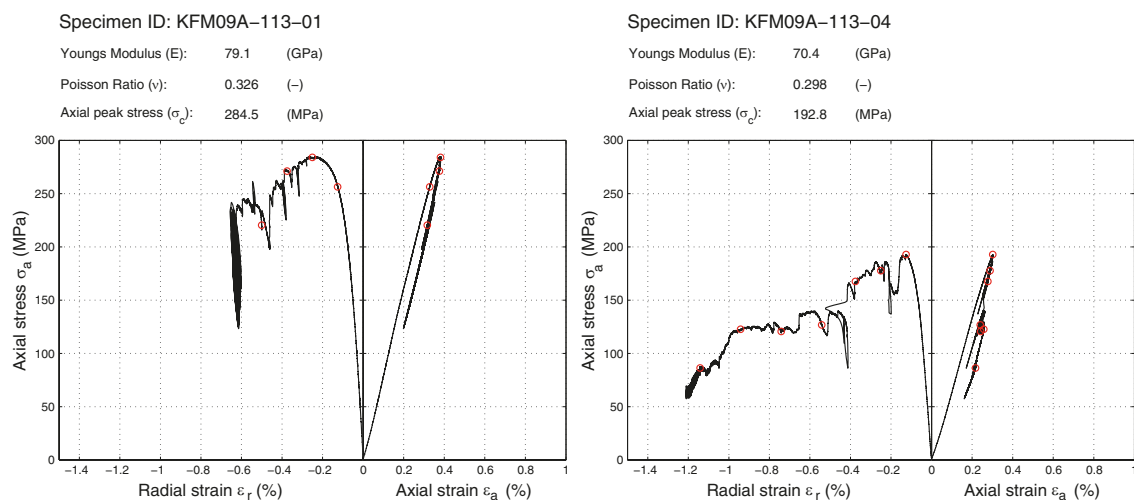 Specimen ID: KFM09A−113−01
Youngs Modulus (E): 79.1 (GPa)
Poisson Ratio (ν): 0.326 (−)
Axial peak stress (σc): 284.5 (MPa)
300
250
200
150
100
50
0
Axial stress σa (MPa)
−1.4 −1.2 −1 −0.8 −0.6 −0.4 −0.2 0 0.2 0.4 0.6 0.8 1
Radial strain εr (%) Axial strain εa (%)
Specimen ID: KFM09A−113−04
Youngs Modulus (E): 70.4 (GPa)
Poisson Ratio (ν): 0.298 (−)
Axial peak stress (σc): 192.8 (MPa)
300
250
200
150
100
50
0
Axial stress σa (MPa)
−1.4 −1.2 −1 −0.8 −0.6 −0.4 −0.2 0 0.2 0.4 0.6 0.8 1
Radial strain εr (%) Axial strain εa (%)